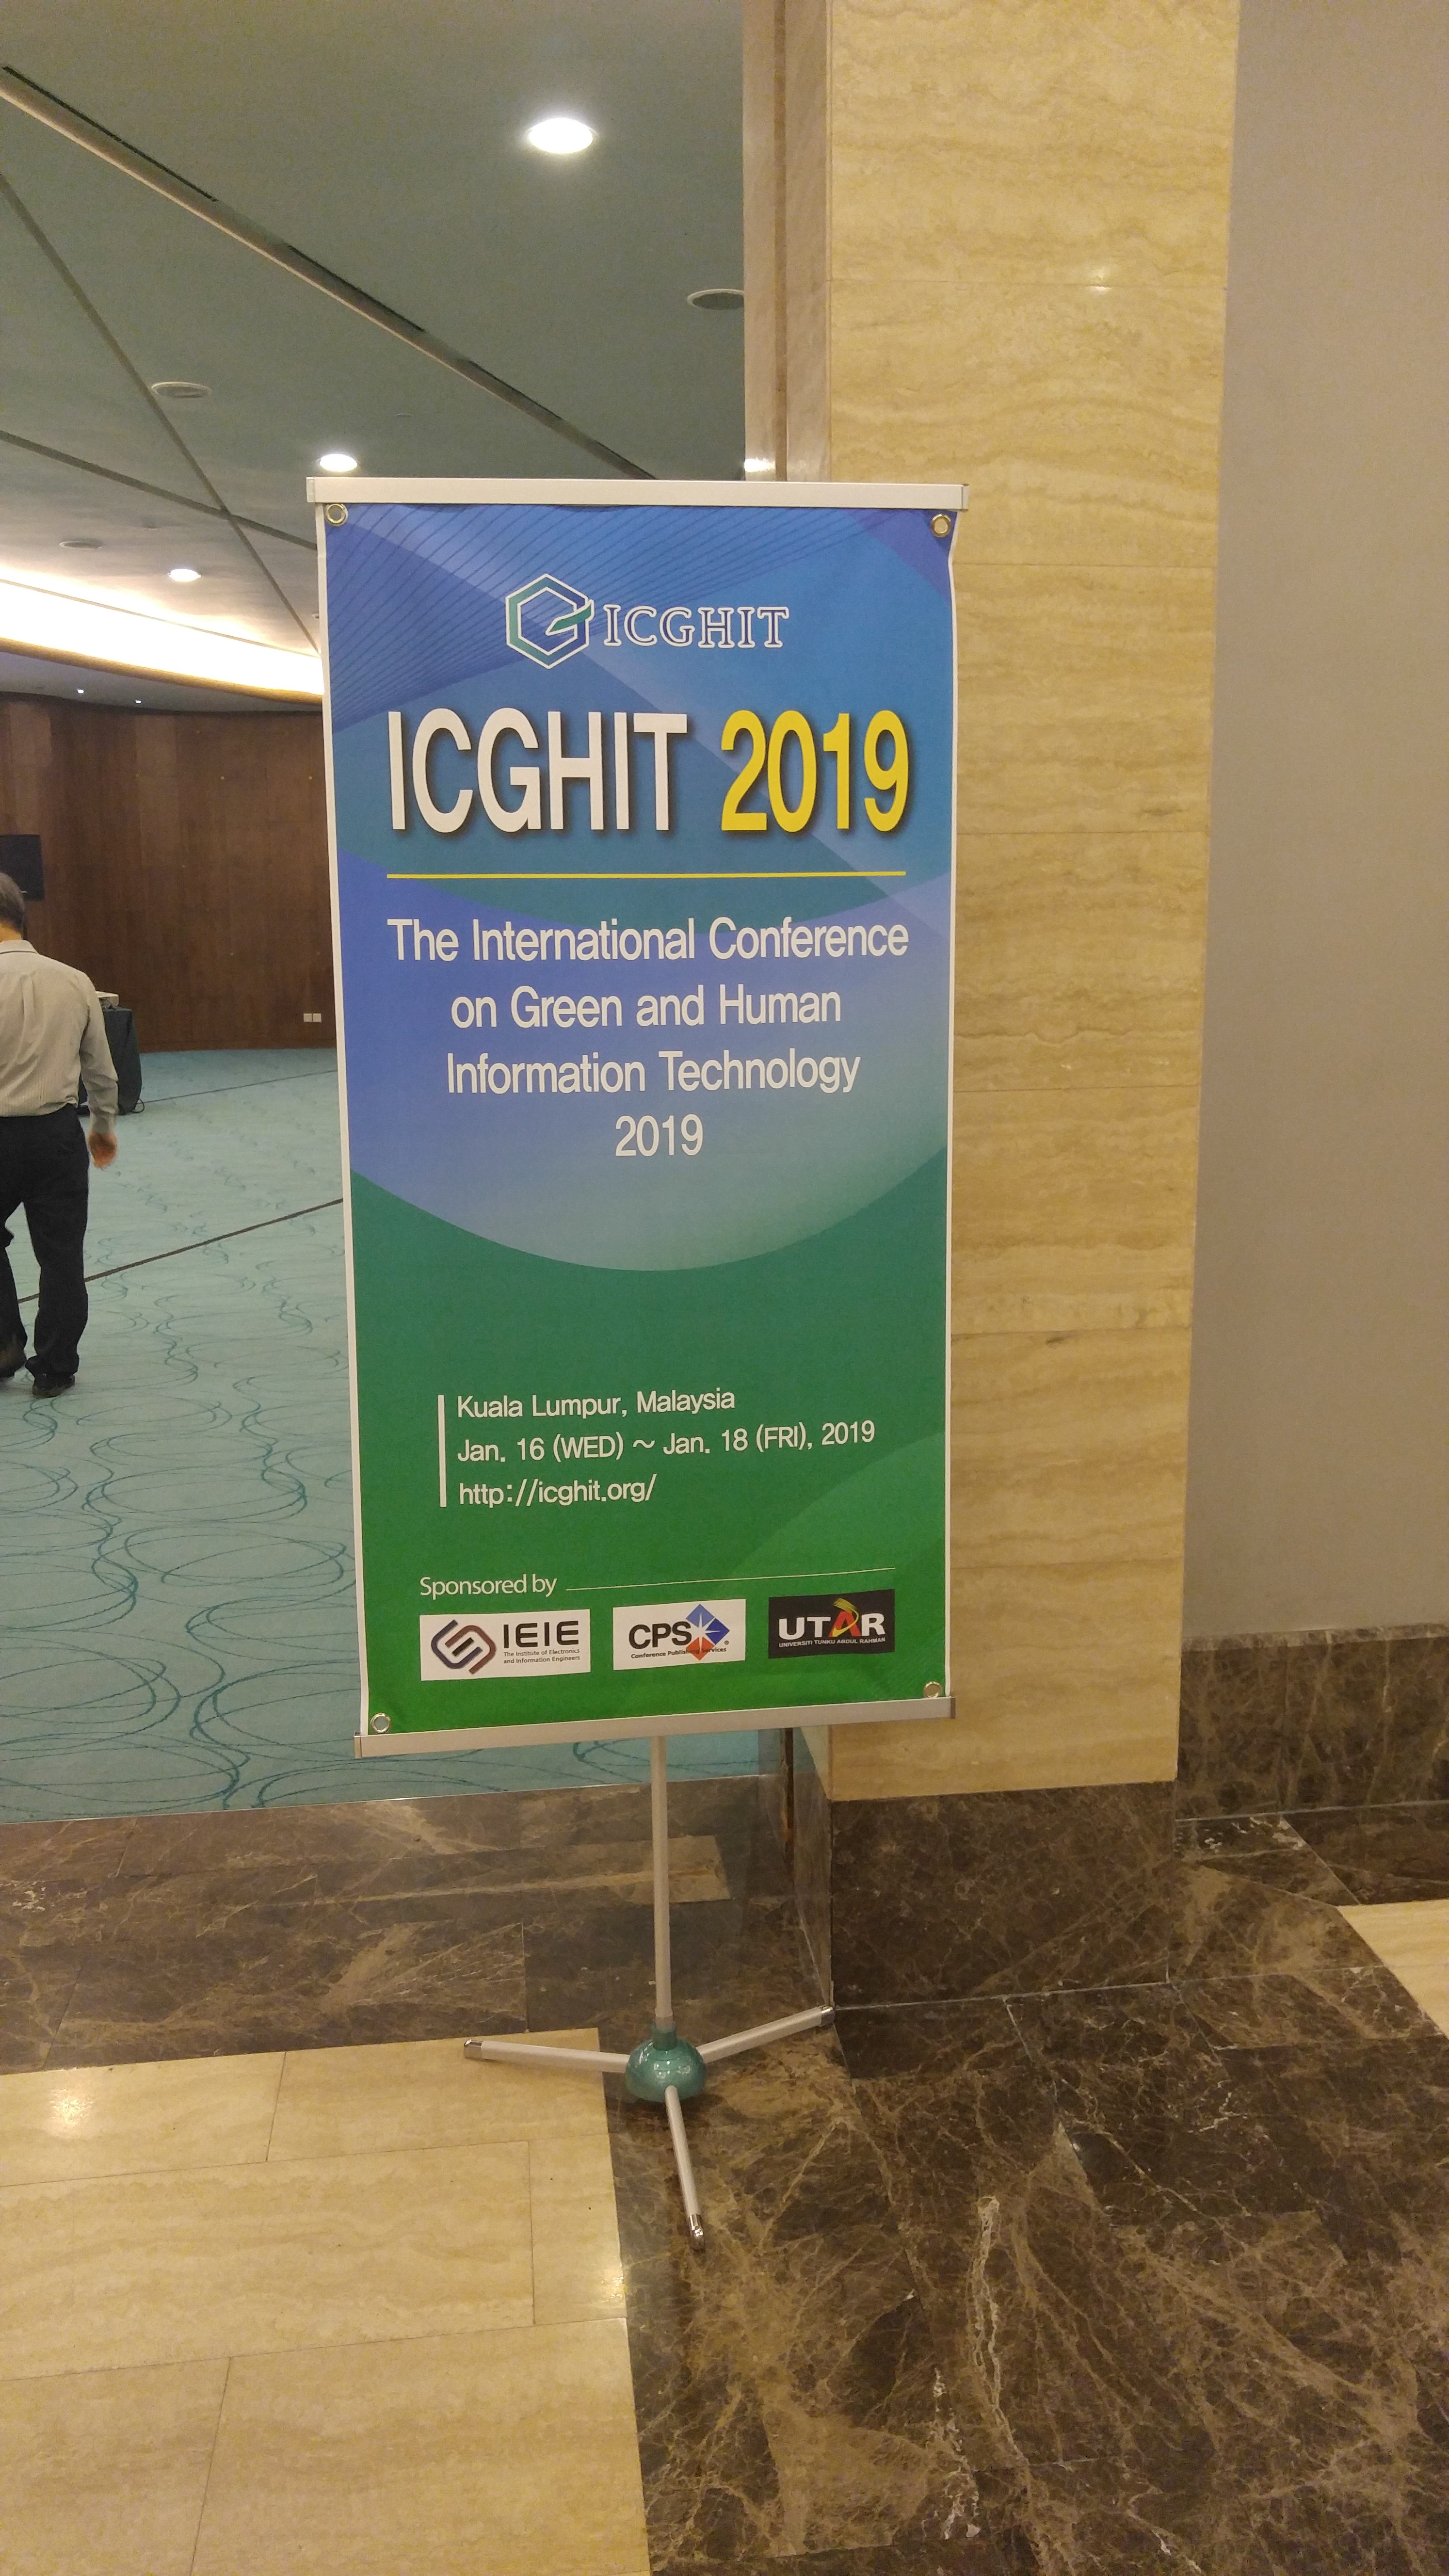 ICGHIT
ICGHIT 2019
The International Conference
on Green and Human
Information Technology
2019
Kuala Lumpur, Malaysia
Jan. 16 (WED) ~ Jan. 18 (FRI), 2019
http://icghit.org/
Sponsored by
IEIE
The Institute of Electronics
and Information Engineers
CPS
Conference Publishing Services
UTAR
UNIVERSITI TUNKU ABDUL RAHMAN